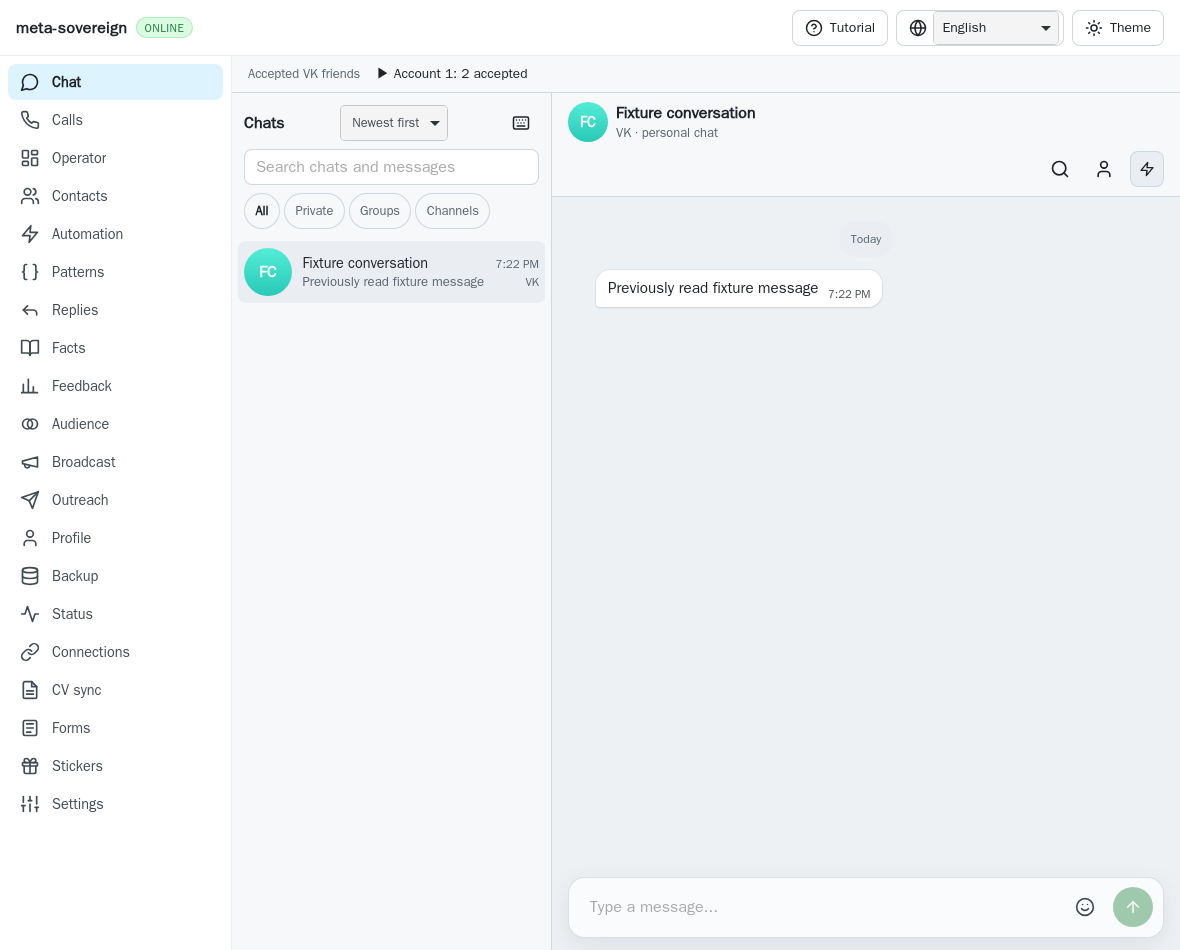 meta-sovereign ONLINE Tutorial English Theme
Chat
Calls
Operator
Contacts
Automation
Patterns
Replies
Facts
Feedback
Audience
Broadcast
Outreach
Profile
Backup
Status
Connections
CV sync
Forms
Stickers
Settings
Accepted VK friends Account 1: 2 accepted
Chats Newest first
Search chats and messages
All Private Groups Channels
FC Fixture conversation 7:22 PM
Previously read fixture message VK
FC Fixture conversation
VK · personal chat
Today
Previously read fixture message 7:22 PM
Type a message...